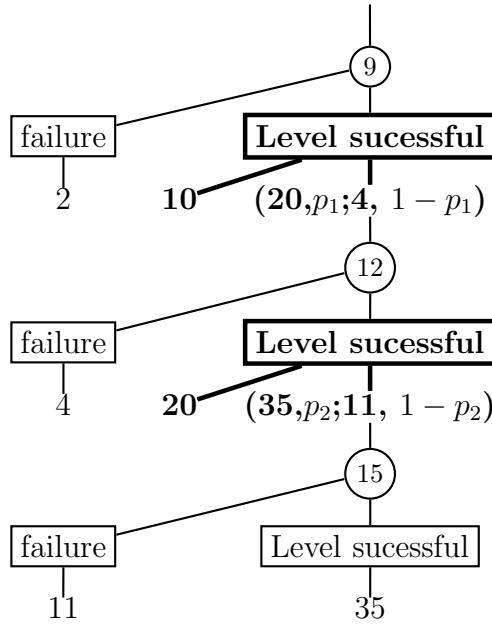 9
failure
Level sucessful
2
10
(20,p₁;4, 1 − p₁)
12
failure
Level sucessful
4
20
(35,p₂;11, 1 − p₂)
15
failure
Level sucessful
11
35